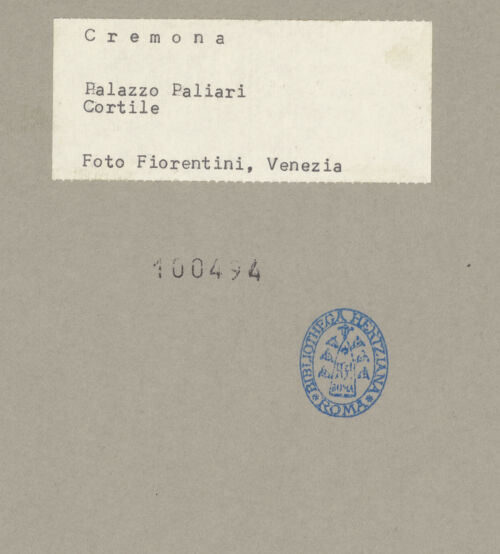 Cremona
Palazzo Paliari
Cortile
Foto Fiorentini, Venezia
100494
BIBLIOTHECA HERTZIANA
ROMA